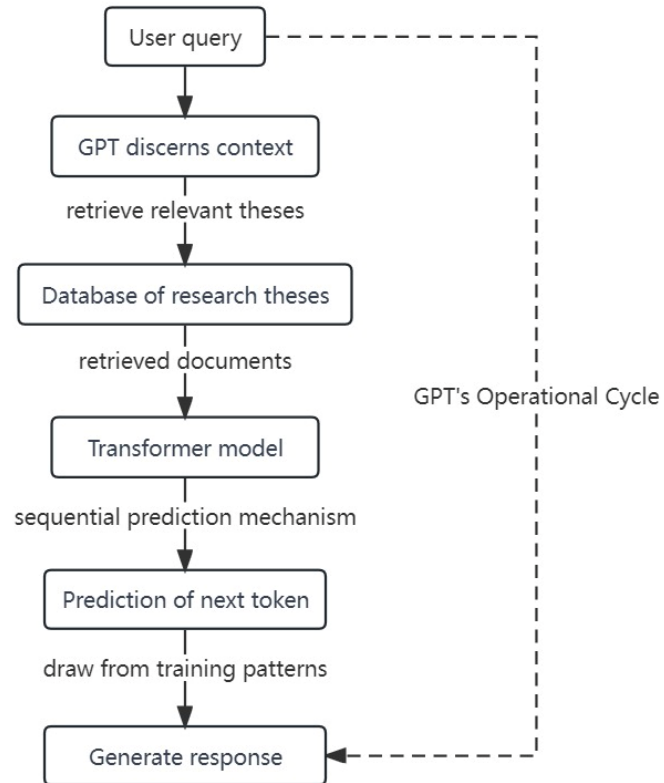 User query
GPT discerns context
retrieve relevant theses
Database of research theses
retrieved documents
GPT's Operational Cycle
Transformer model
sequential prediction mechanism
Prediction of next token
draw from training patterns
Generate response